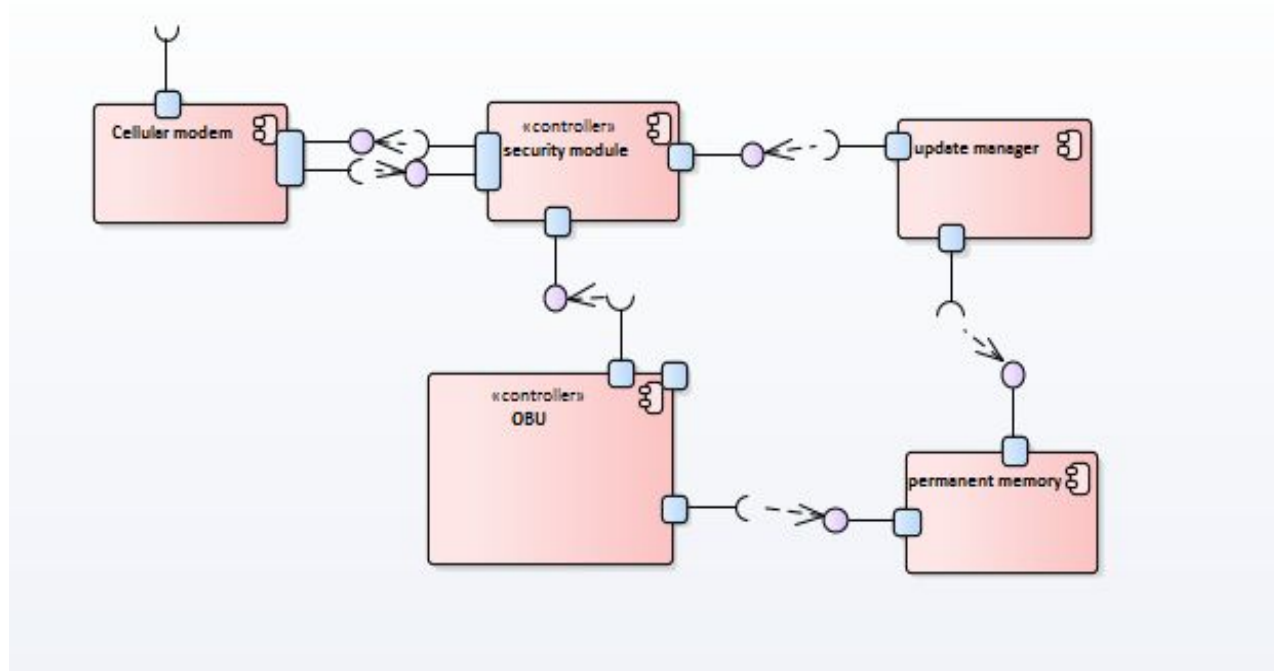 Cellular modem
«controller»
security module
update manager
«controller»
OBU
permanent memory